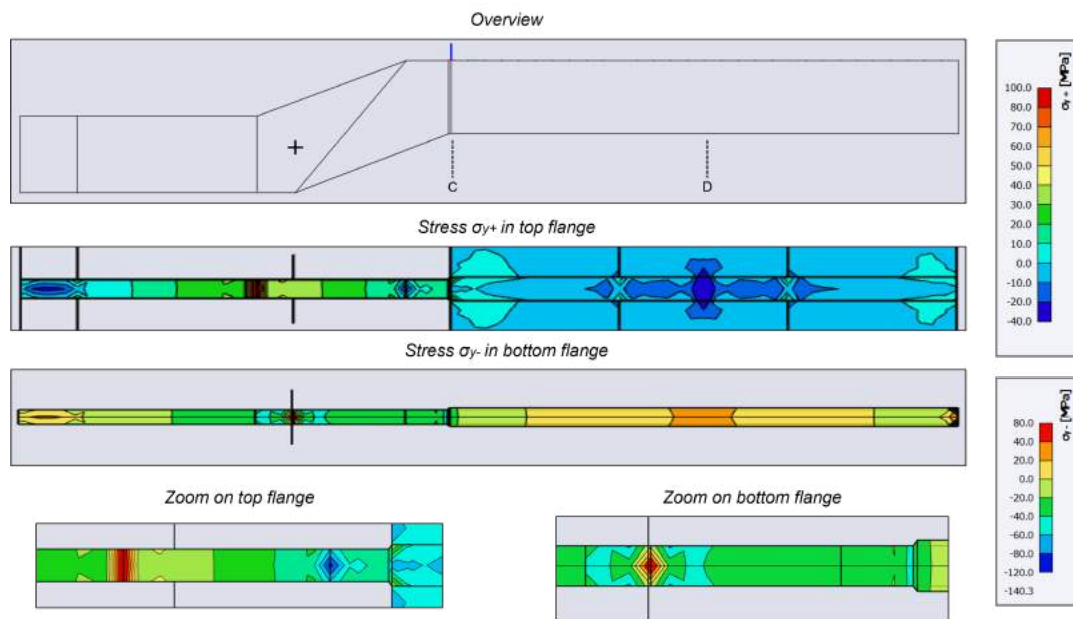 Overview
C
D
Stress σy+ in top flange
Stress σy- in bottom flange
Zoom on top flange
Zoom on bottom flange
σy+ [MPa]
100.0
80.0
70.0
60.0
50.0
40.0
30.0
20.0
10.0
0.0
-10.0
-20.0
-40.0
σy- [MPa]
80.0
40.0
20.0
0.0
-20.0
-40.0
-60.0
-80.0
-120.0
-140.3